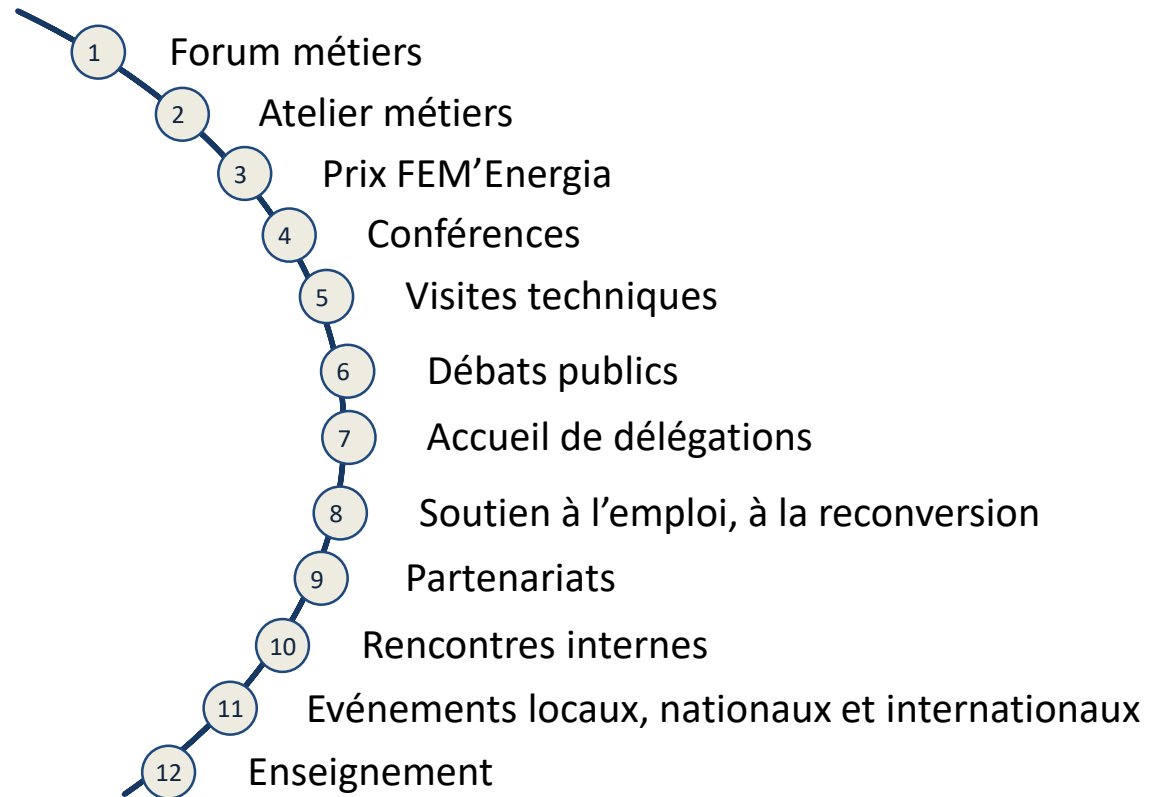 1 Forum métiers
2 Atelier métiers
3 Prix FEM’Energia
4 Conférences
5 Visites techniques
6 Débats publics
7 Accueil de délégations
8 Soutien à l’emploi, à la reconversion
9 Partenariats
10 Rencontres internes
11 Evénements locaux, nationaux et internationaux
12 Enseignement